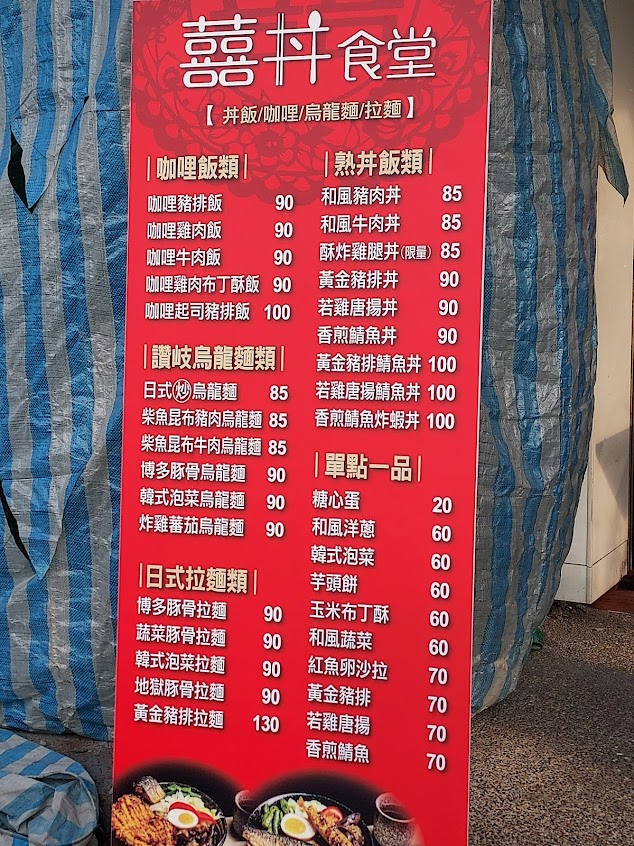 囍丼食堂
【 丼飯/咖哩/烏龍麵/拉麵 】
|咖哩飯類|
咖哩豬排飯 90
咖哩雞肉飯 90
咖哩牛肉飯 90
咖哩雞肉布丁酥飯 90
咖哩起司豬排飯 100
|讚岐烏龍麵類|
日式炒烏龍麵 85
柴魚昆布豬肉烏龍麵 85
柴魚昆布牛肉烏龍麵 85
博多豚骨烏龍麵 90
韓式泡菜烏龍麵 90
炸雞蕃茄烏龍麵 90
|日式拉麵類|
博多豚骨拉麵 90
蔬菜豚骨拉麵 90
韓式泡菜拉麵 90
地獄豚骨拉麵 90
黃金豬排拉麵 130
|熟丼飯類|
和風豬肉丼 85
和風牛肉丼 85
酥炸雞腿丼(限量) 85
黃金豬排丼 90
若雞唐揚丼 90
香煎鯖魚丼 90
黃金豬排鯖魚丼 100
若雞唐揚鯖魚丼 100
香煎鯖魚炸蝦丼 100
|單點一品|
糖心蛋 20
和風洋蔥 60
韓式泡菜 60
芋頭餅 60
玉米布丁酥 60
和風蔬菜 60
紅魚卵沙拉 70
黃金豬排 70
若雞唐揚 70
香煎鯖魚 70